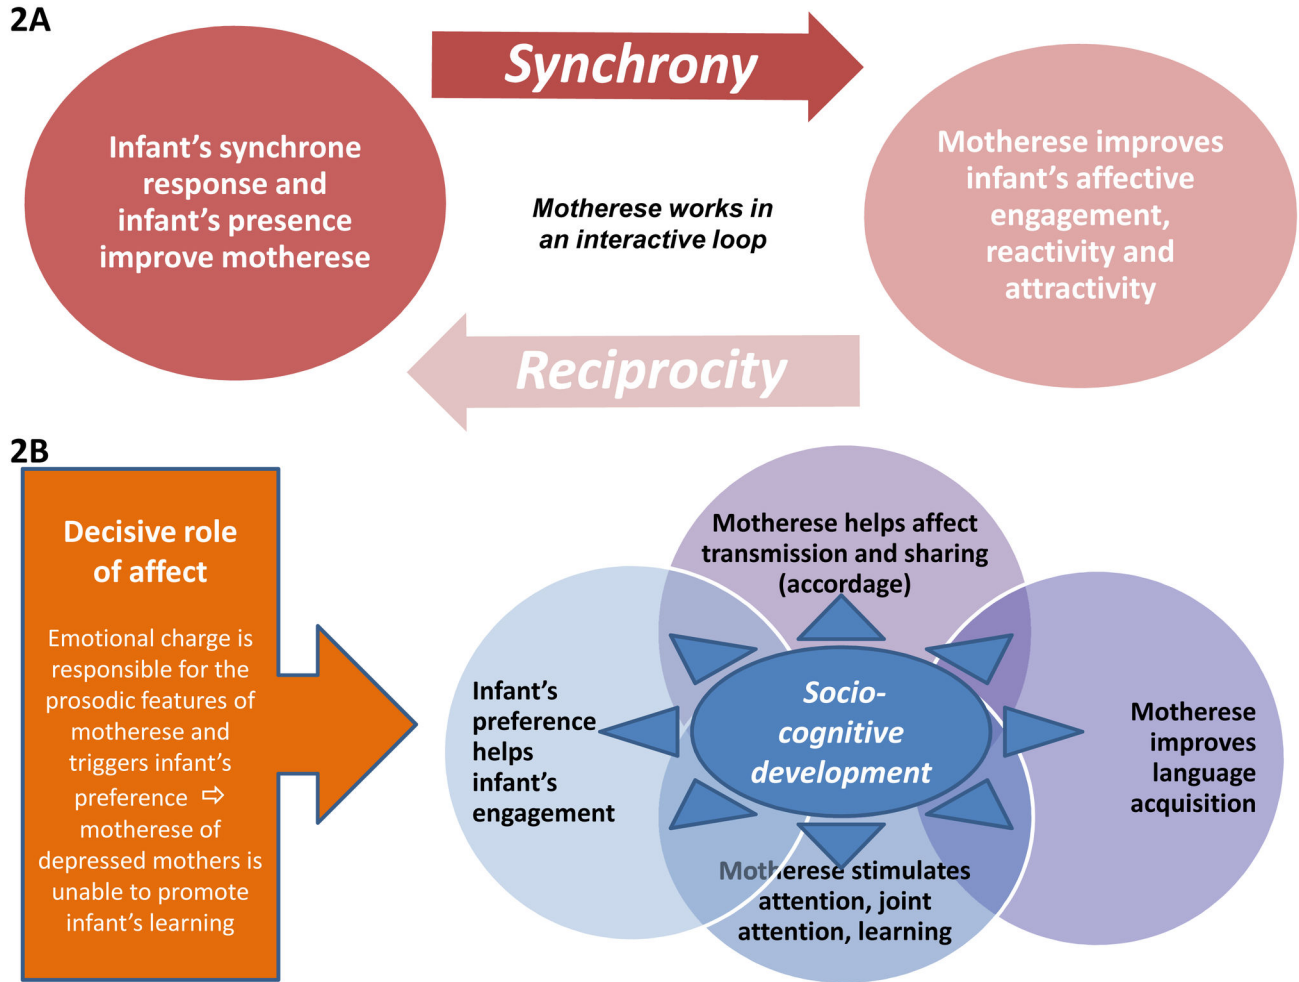 2A
Synchrony
Infant's synchrone
response and
infant's presence
improve motherese
Motherese works in
an interactive loop
Motherese improves
infant's affective
engagement,
reactivity and
attractivity
Reciprocity
2B
Decisive role
of affect
Emotional charge is
responsible for the
prosodic features of
motherese and
triggers infant's
preference ⇨
motherese of
depressed mothers is
unable to promote
infant's learning
Motherese helps affect
transmission and sharing
(accordage)
Infant's
preference
helps
infant's
engagement
Socio-
cognitive
development
Motherese
improves
language
acquisition
Motherese stimulates
attention, joint
attention, learning